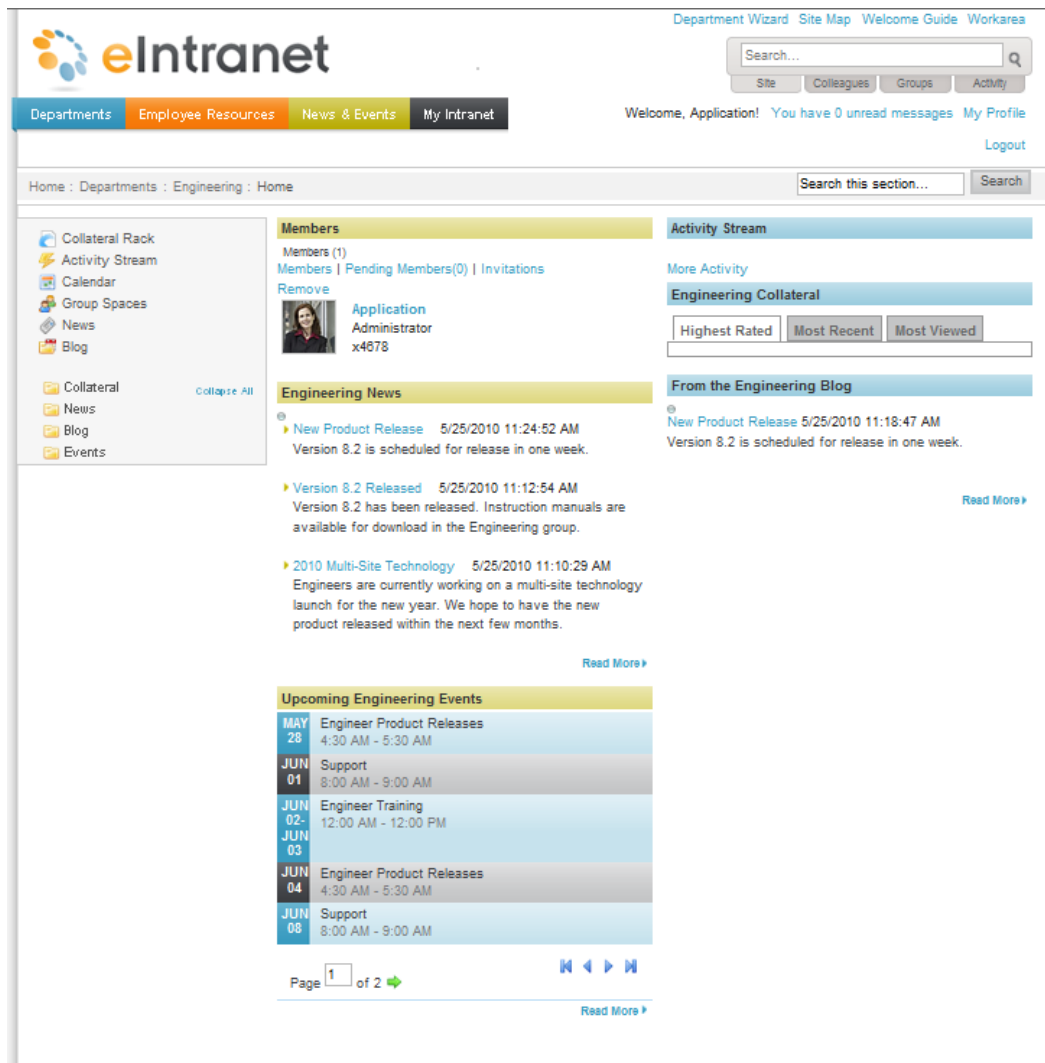 Department Wizard Site Map Welcome Guide Workarea
eIntranet
Search...
Site Colleagues Groups Activity
Departments Employee Resources News & Events My Intranet
Welcome, Application! You have 0 unread messages My Profile
Logout
Home : Departments : Engineering : Home
Search this section... Search
Collateral Rack
Activity Stream
Calendar
Group Spaces
News
Blog
Collateral Collapse All
News
Blog
Events
Members
Members (1)
Members | Pending Members(0) | Invitations
Remove
Application
Administrator
x4678
Engineering News
New Product Release 5/25/2010 11:24:52 AM
Version 8.2 is scheduled for release in one week.
Version 8.2 Released 5/25/2010 11:12:54 AM
Version 8.2 has been released. Instruction manuals are
available for download in the Engineering group.
2010 Multi-Site Technology 5/25/2010 11:10:29 AM
Engineers are currently working on a multi-site technology
launch for the new year. We hope to have the new
product released within the next few months.
Read More
Upcoming Engineering Events
MAY
28
Engineer Product Releases
4:30 AM - 5:30 AM
JUN
01
Support
8:00 AM - 9:00 AM
JUN
02-
JUN
03
Engineer Training
12:00 AM - 12:00 PM
JUN
04
Engineer Product Releases
4:30 AM - 5:30 AM
JUN
08
Support
8:00 AM - 9:00 AM
Page 1 of 2
Read More
Activity Stream
More Activity
Engineering Collateral
Highest Rated Most Recent Most Viewed
From the Engineering Blog
New Product Release 5/25/2010 11:18:47 AM
Version 8.2 is scheduled for release in one week.
Read More